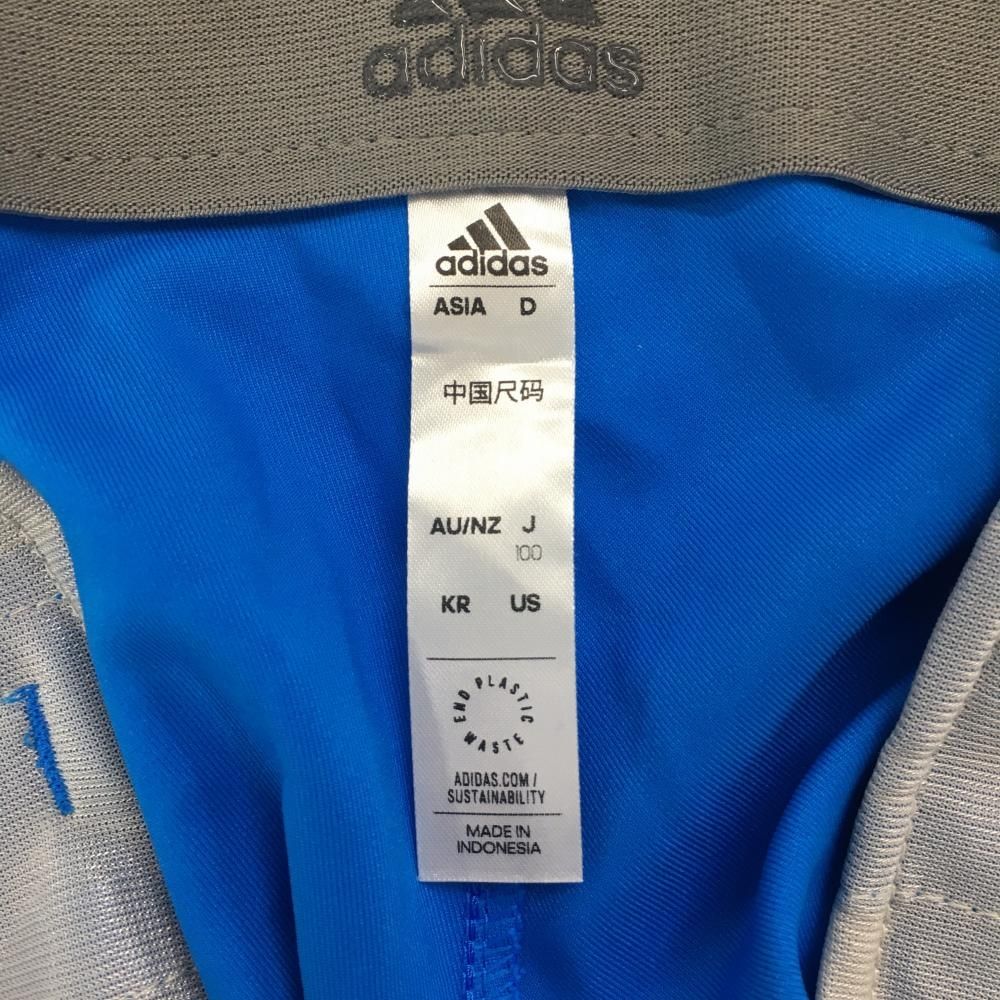 adidas
adidas
ASIA D
中国尺码
AU/NZ J
100
KR US
END PLASTIC WASTE
ADIDAS.COM/
SUSTAINABILITY
MADE IN
INDONESIA